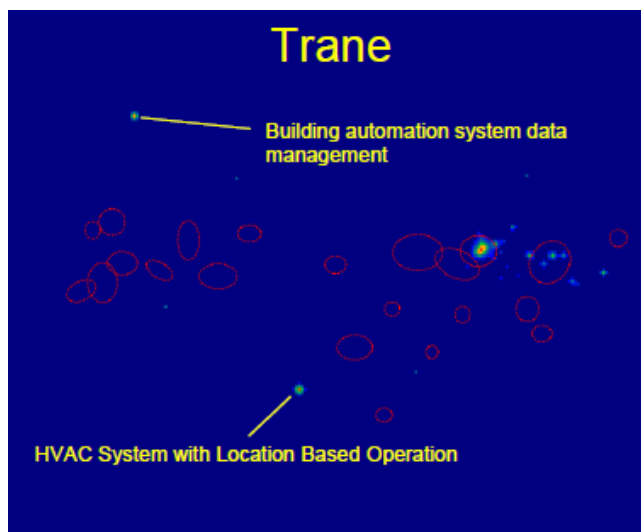 Trane
Building automation system data
management
HVAC System with Location Based Operation